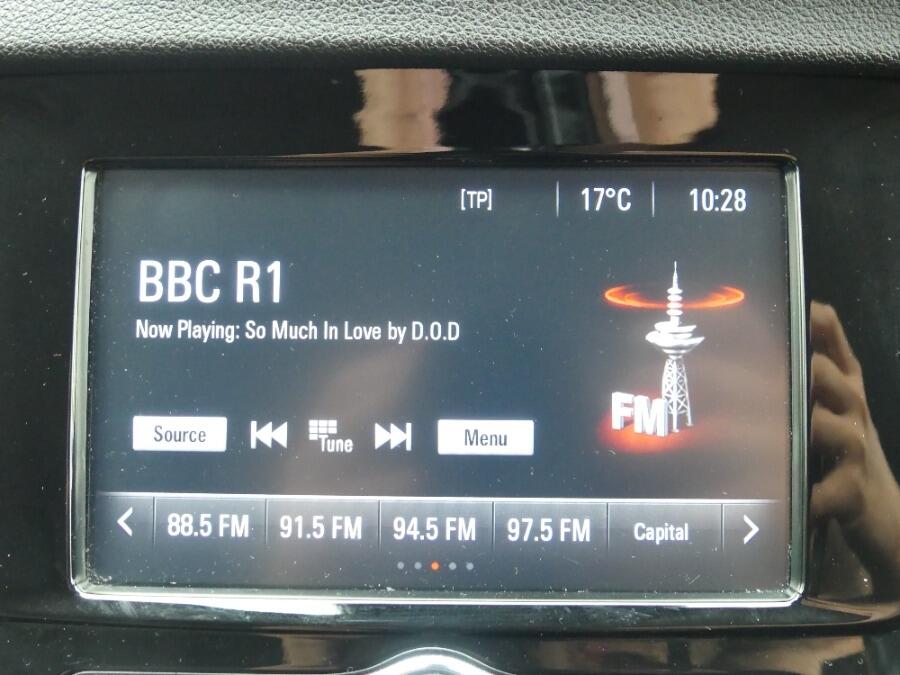 [TP] 17°C 10:28
BBC R1
Now Playing: So Much In Love by D.O.D
FM
Source Tune Menu
88.5 FM 91.5 FM 94.5 FM 97.5 FM Capital